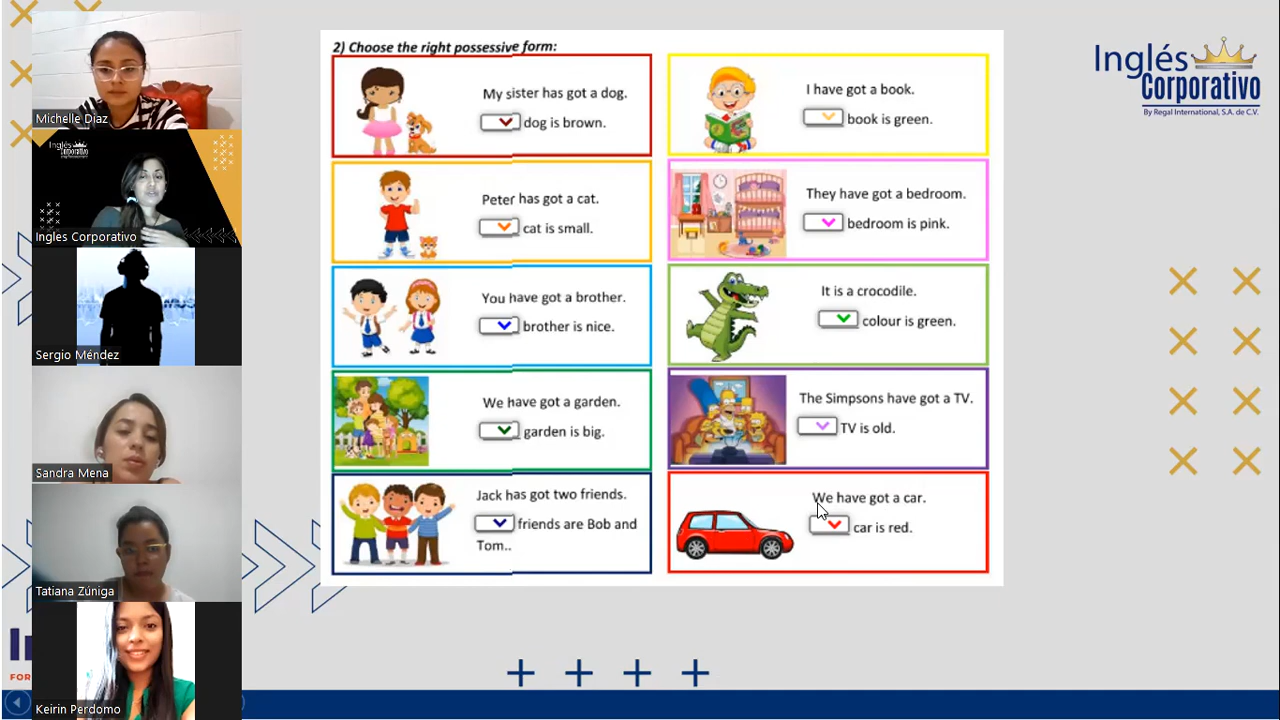 Michelle Díaz
Ingles Corporativo
Sergio Méndez
Sandra Mena
Tatiana Zúniga
Keirin Perdomo
2) Choose the right possessive form:
My sister has got a dog.
dog is brown.
Peter has got a cat.
cat is small.
You have got a brother.
brother is nice.
We have got a garden.
garden is big.
Jack has got two friends.
friends are Bob and
Tom..
I have got a book.
book is green.
They have got a bedroom.
bedroom is pink.
It is a crocodile.
colour is green.
The Simpsons have got a TV.
TV is old.
We have got a car.
car is red.
Inglés
Corporativo
By Regal International, S.A. de C.V.
Inglés
Corporativo
FOR